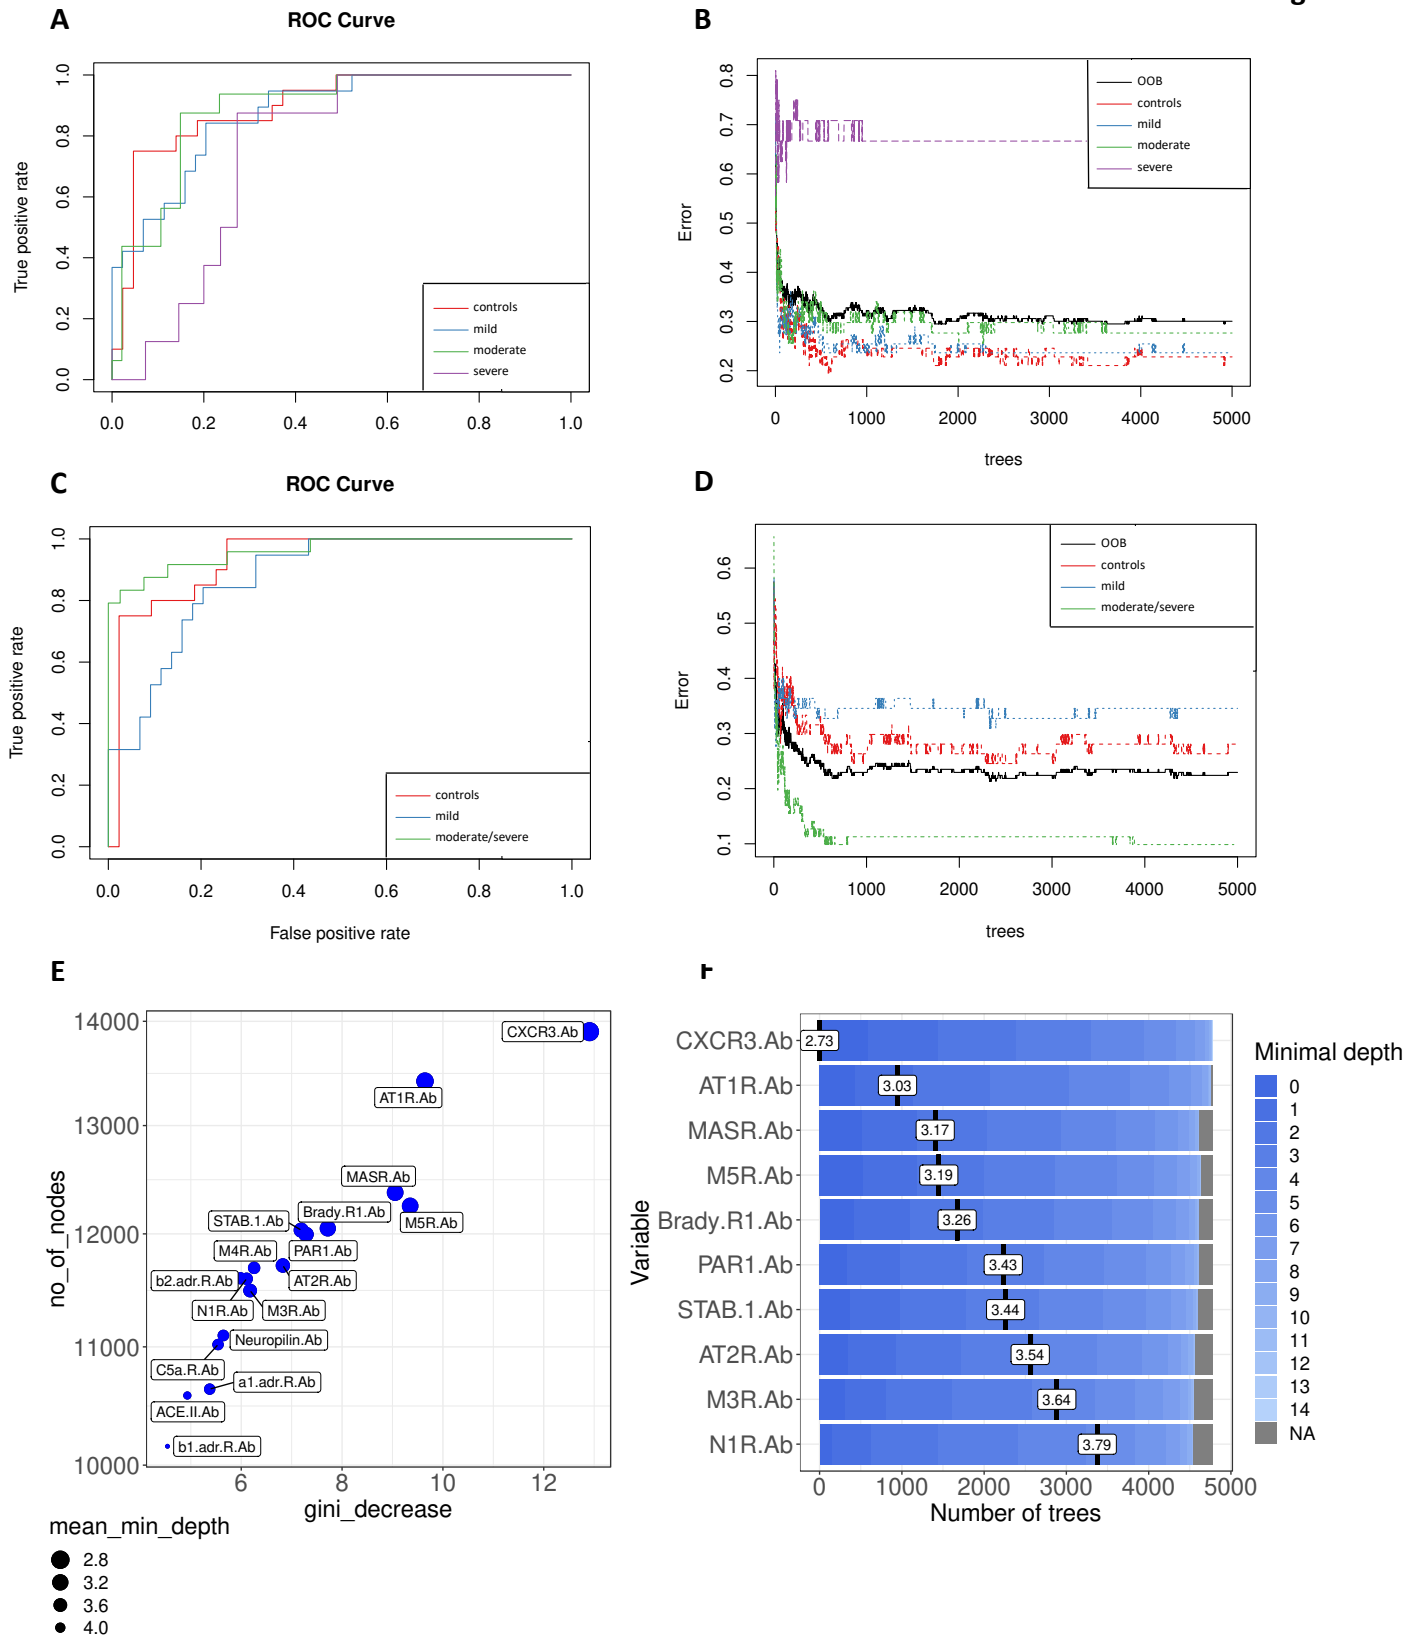 g
A
ROC Curve
True positive rate
1.0
0.8
0.6
0.4
0.2
0.0
0.0 0.2 0.4 0.6 0.8 1.0
controls
mild
moderate
severe
B
Error
0.8
0.7
0.6
0.5
0.4
0.3
0.2
0 1000 2000 3000 4000 5000
trees
OOB
controls
mild
moderate
severe
C
ROC Curve
True positive rate
1.0
0.8
0.6
0.4
0.2
0.0
0.0 0.2 0.4 0.6 0.8 1.0
False positive rate
controls
mild
moderate/severe
D
Error
0.6
0.5
0.4
0.3
0.2
0.1
0 1000 2000 3000 4000 5000
trees
OOB
controls
mild
moderate/severe
E
no_of_nodes
14000
13000
12000
11000
10000
CXCR3.Ab
AT1R.Ab
MASR.Ab
Brady.R1.Ab
M5R.Ab
STAB.1.Ab
M4R.Ab
PAR1.Ab
b2.adr.R.Ab
AT2R.Ab
N1R.Ab
M3R.Ab
Neuropilin.Ab
C5a.R.Ab
a1.adr.R.Ab
ACE.II.Ab
b1.adr.R.Ab
6 8 10 12
gini_decrease
mean_min_depth
2.8
3.2
3.6
4.0
F
Variable
CXCR3.Ab 2.73
AT1R.Ab 3.03
MASR.Ab 3.17
M5R.Ab 3.19
Brady.R1.Ab 3.26
PAR1.Ab 3.43
STAB.1.Ab 3.44
AT2R.Ab 3.54
M3R.Ab 3.64
N1R.Ab 3.79
0 1000 2000 3000 4000 5000
Number of trees
Minimal depth
0
1
2
3
4
5
6
7
8
9
10
11
12
13
14
NA